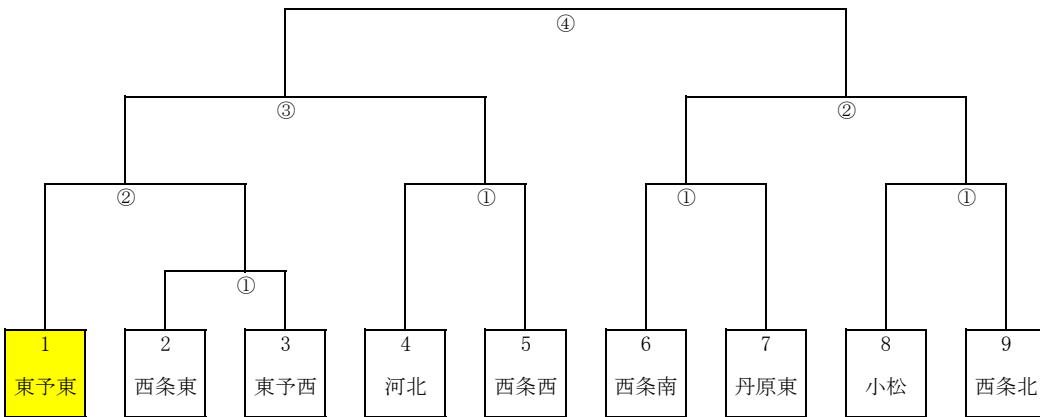 ④
③ ②
② ① ① ①
①
1 2 3 4 5 6 7 8 9
東予東 西条東 東予西 河北 西条西 西条南 丹原東 小松 西条北